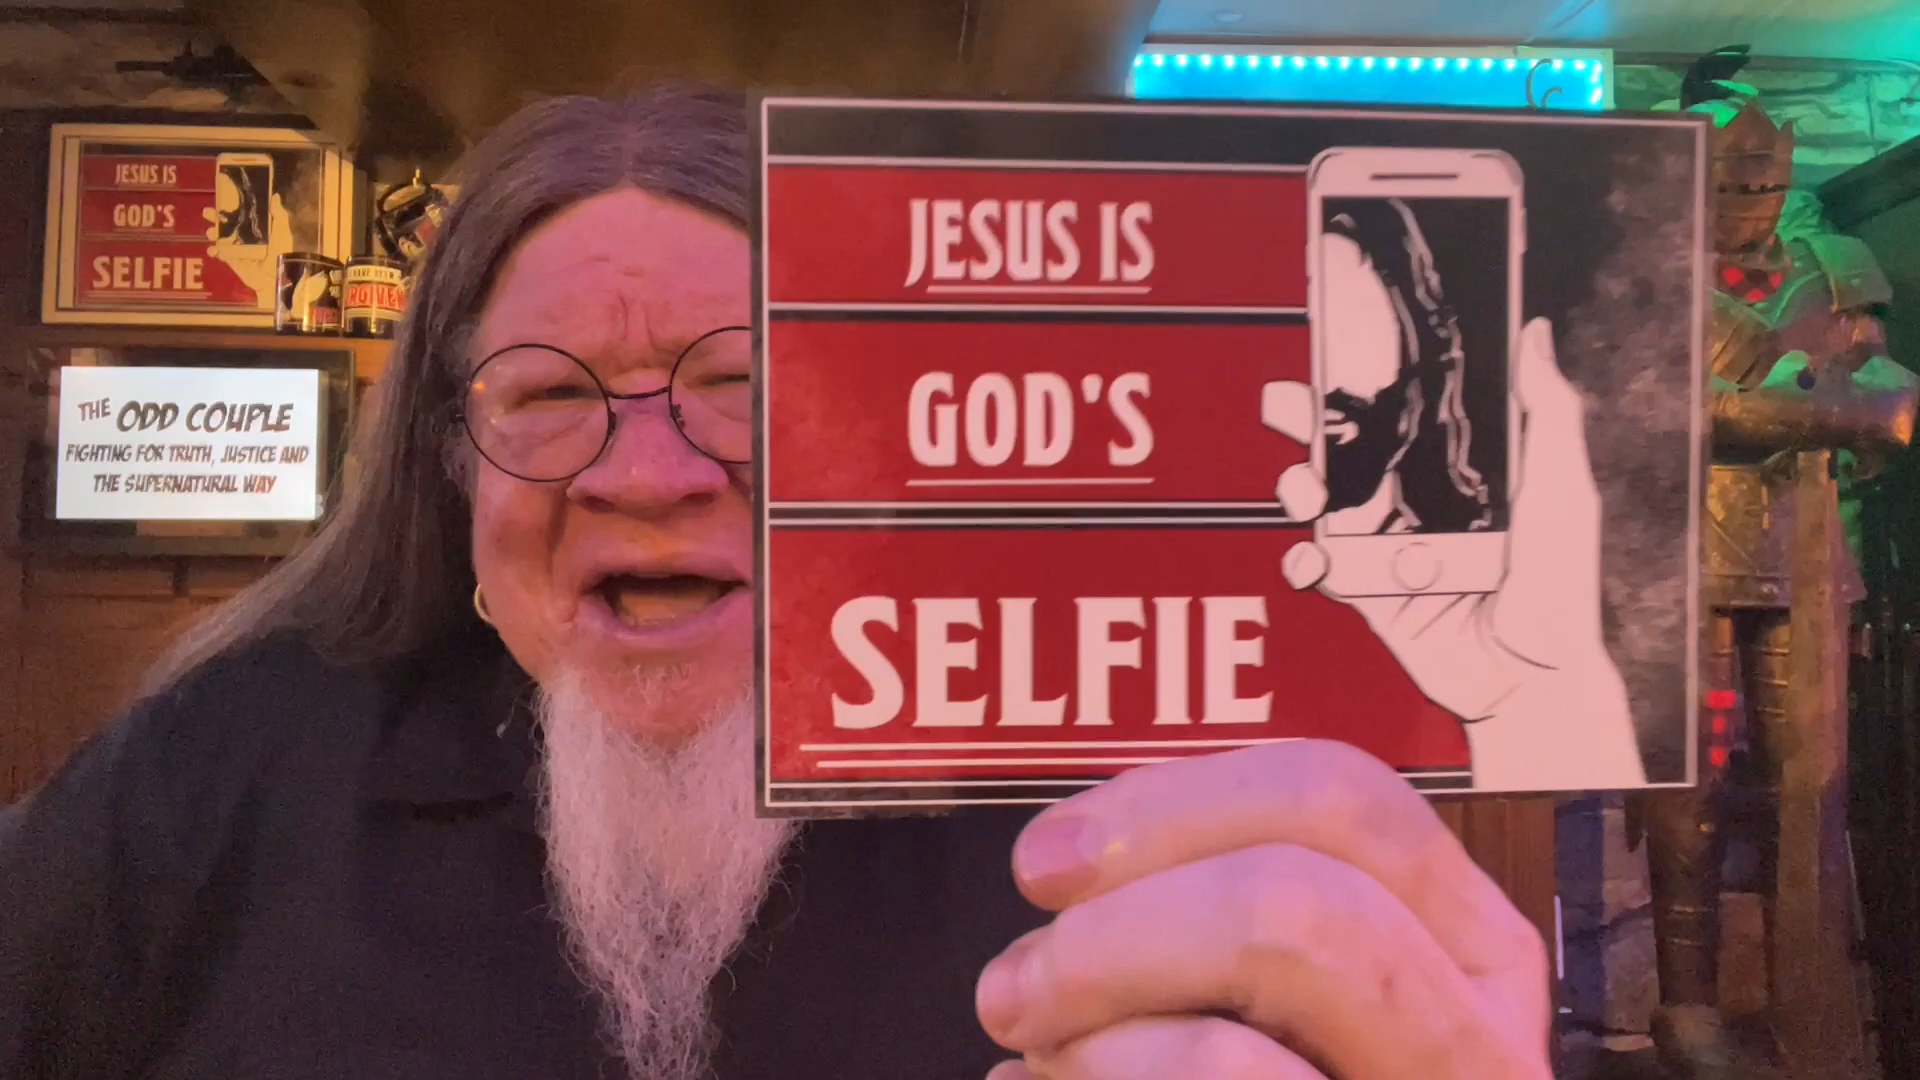 JESUS IS
GOD'S
SELFIE
JESUS IS
GOD'S
SELFIE
THE ODD COUPLE
FIGHTING FOR TRUTH, JUSTICE AND
THE SUPERNATURAL WAY